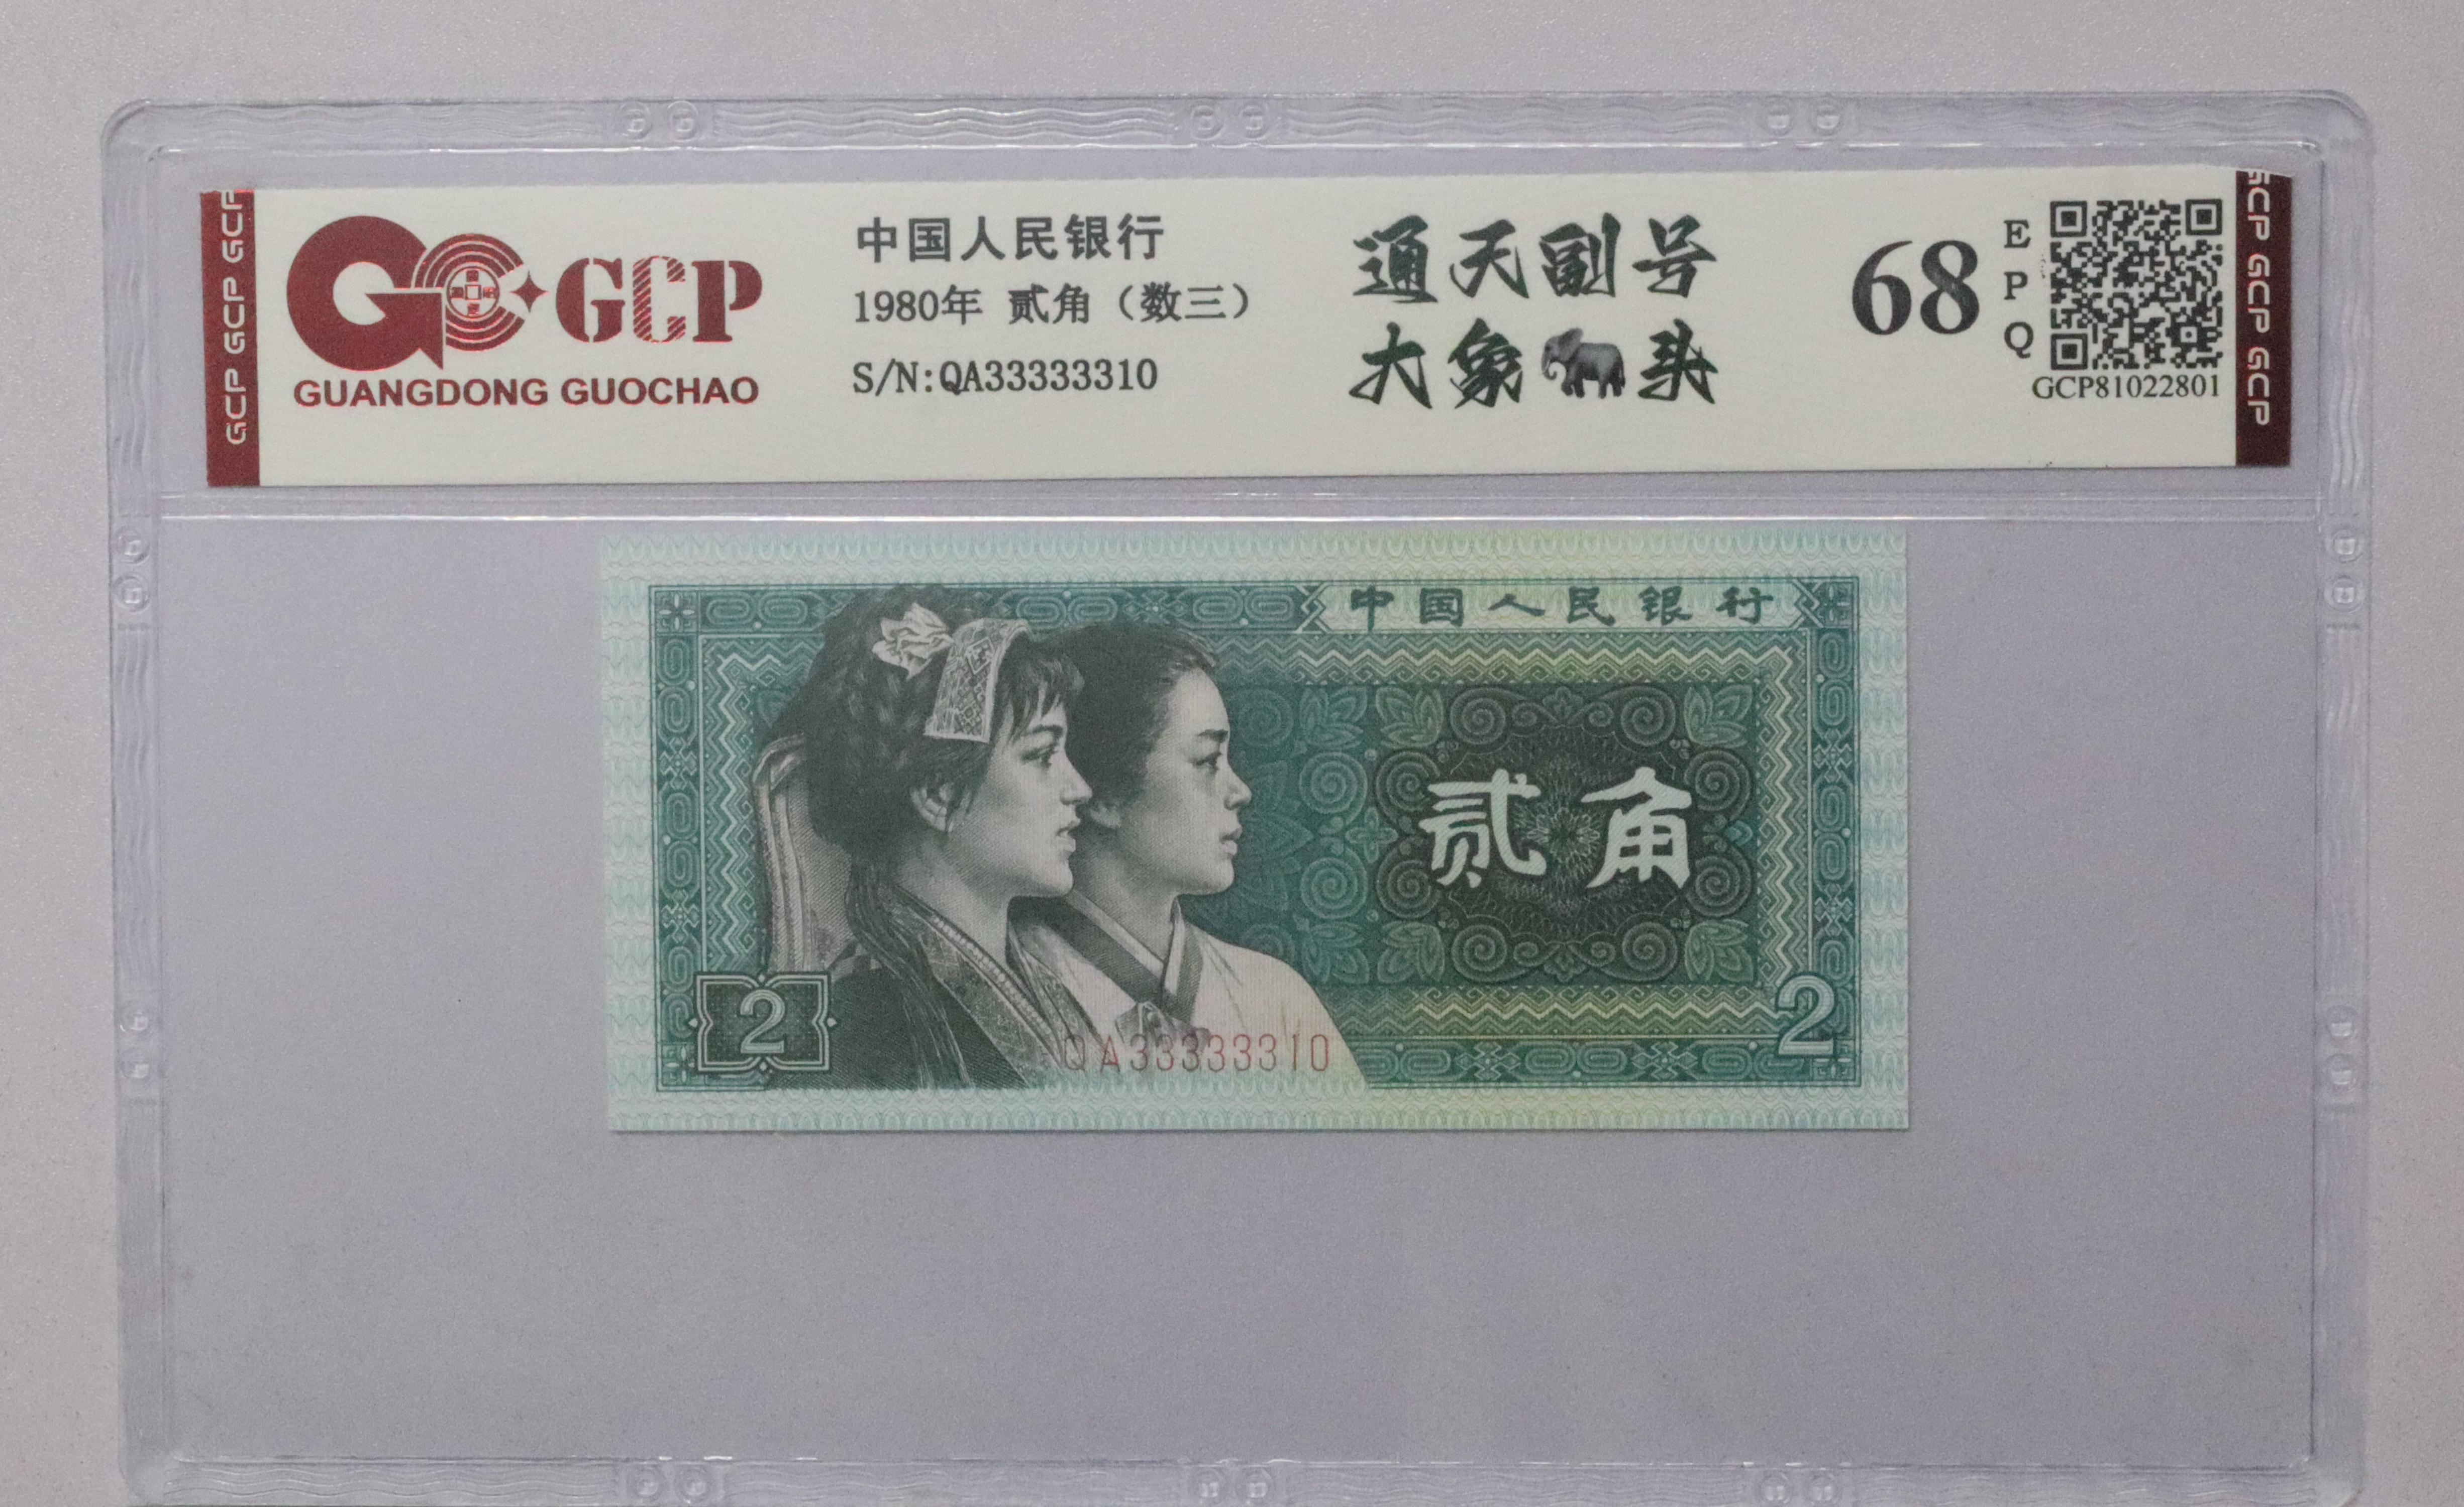 GCP GCP GCP
GCP
GUANGDONG GUOCHAO
中国人民银行
1980年 贰角（数三）
S/N:QA33333310
通天副号
大象🐘头
68
EPQ
GCP81022801
GCP GCP GCP
中国人民银行
贰角
2
QA33333310
2